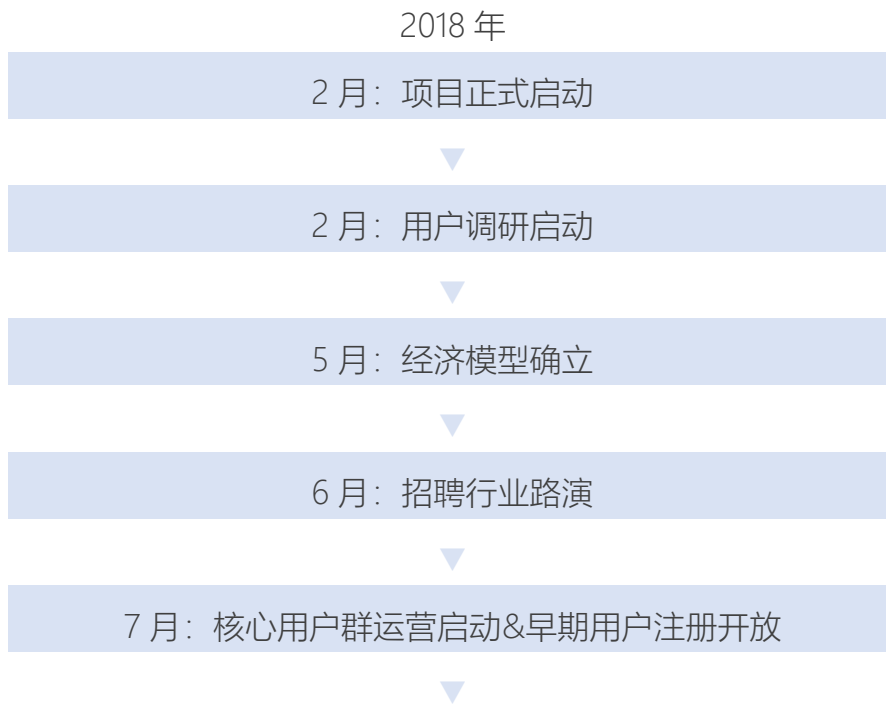 2018 年
2 月：项目正式启动
2 月：用户调研启动
5 月：经济模型确立
6 月：招聘行业路演
7 月：核心用户群运营启动&早期用户注册开放